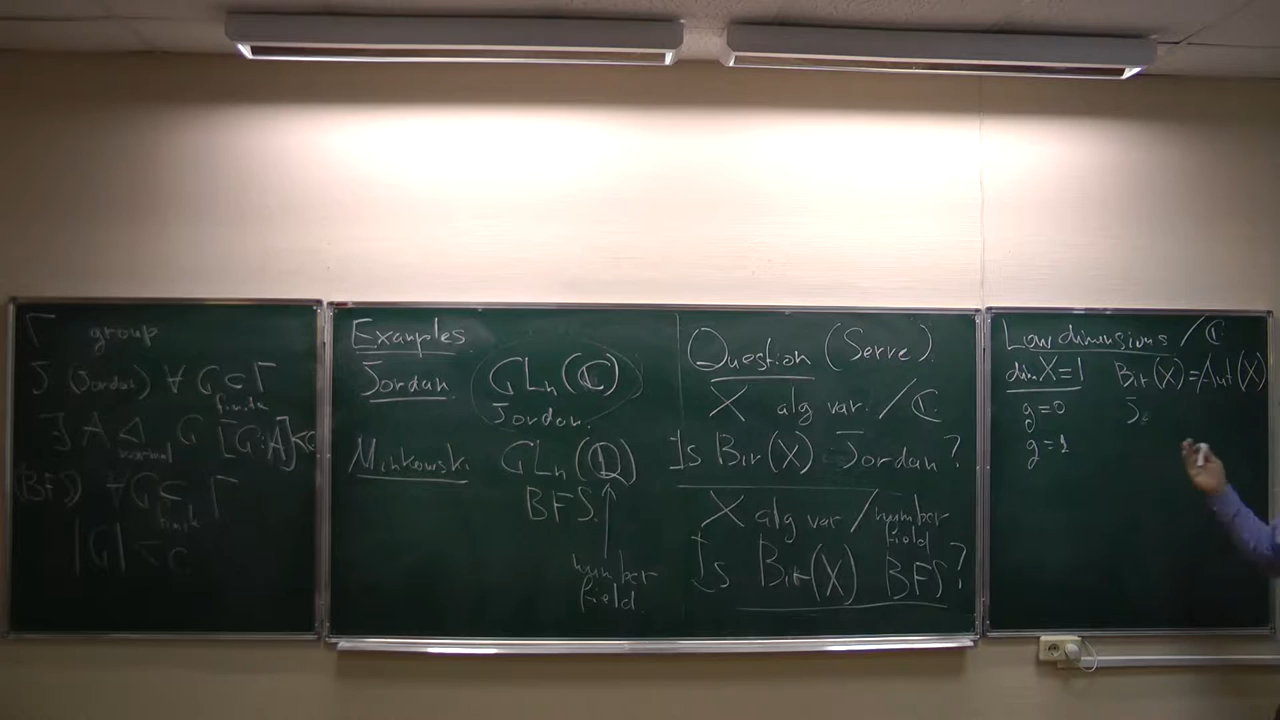 Γ group
J (Jordan) ∀ G ⊂ Γ
finite
∃ A ◁ G [G:A]<C
normal
(BFS) ∀ G ⊂ Γ
finite
|G| < C
Examples
Jordan GLn(ℂ)
Jordan.
Minkowski GLn(ℚ)
BFS.
number
field.
Question (Serre).
X alg var. / ℂ.
Is Bir(X) Jordan?
X alg var / number
field
Is Bir(X) BFS?
Low dimensions / ℂ
dim X=1 Bir(X)=Aut(X)
g=0 J.
g=1